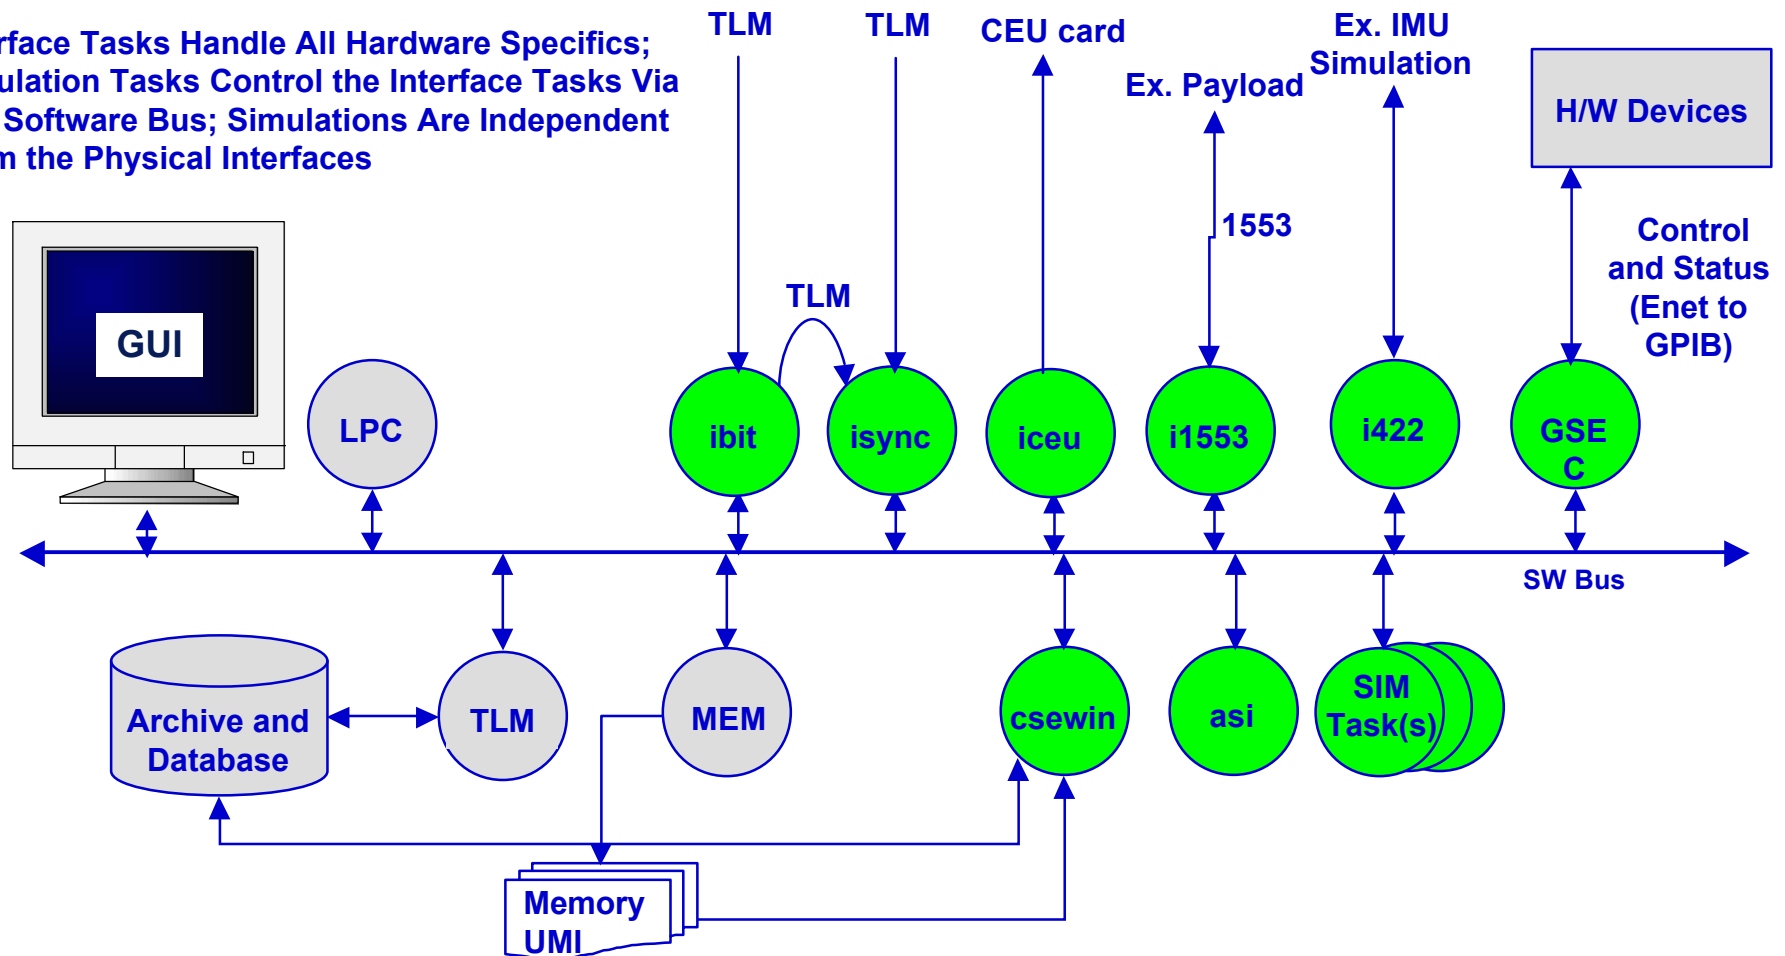 rface Tasks Handle All Hardware Specifics;
ulation Tasks Control the Interface Tasks Via
Software Bus; Simulations Are Independent
m the Physical Interfaces
TLM
TLM
CEU card
Ex. Payload
Ex. IMU
Simulation
H/W Devices
1553
Control
and Status
(Enet to
GPIB)
TLM
GUI
LPC
ibit
isync
iceu
i1553
i422
GSE
C
SW Bus
Archive and
Database
TLM
MEM
csewin
asi
SIM
Task(s)
Memory
UMI